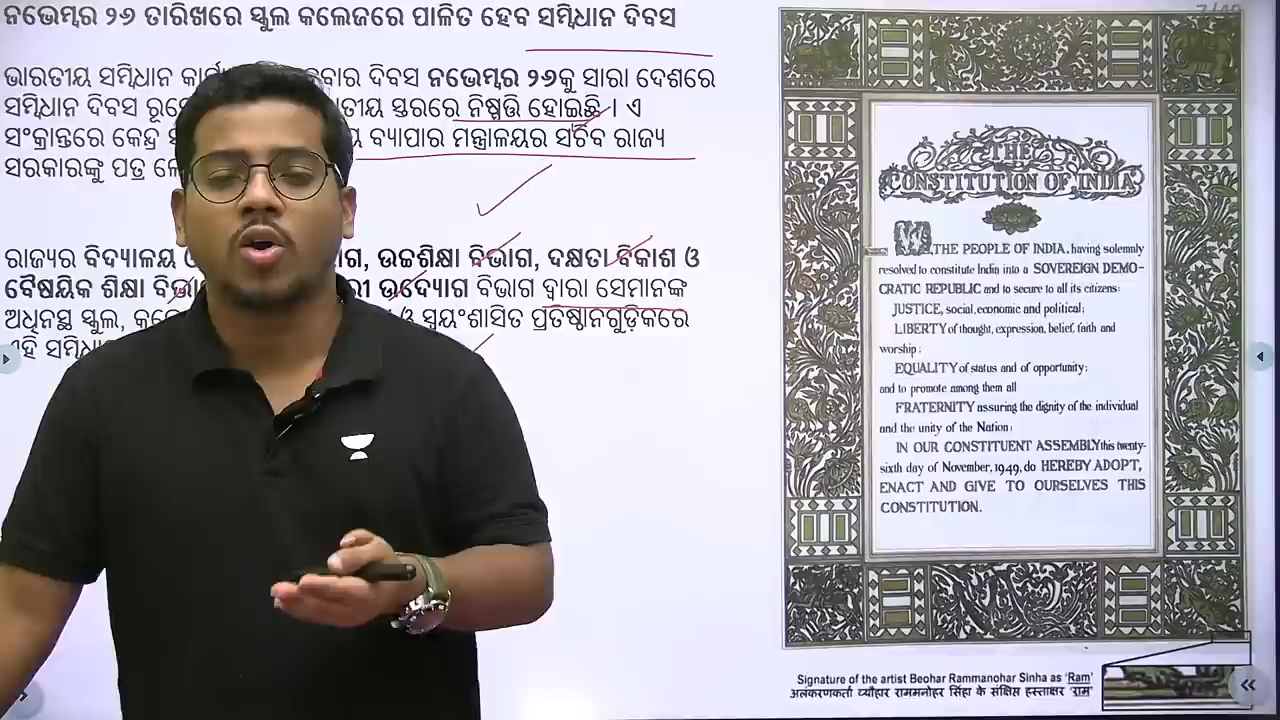 ନଭେମ୍ବର ୨୬ ତାରିଖରେ ସ୍କୁଲ କଲେଜରେ ପାଳିତ ହେବ ସମ୍ବିଧାନ ଦିବସ
ଭାରତୀୟ ସମ୍ବିଧାନ ଦିବସ ନଭେମ୍ବର ୨୬କୁ ସାରା ଦେଶରେ
ସମ୍ବିଧାନ ଦିବସ ସ୍ତରରେ ନିଷ୍ପତ୍ତି ହୋଇଛି । ଏ
ସଂକ୍ରାନ୍ତରେ କେନ୍ଦ୍ର ବ୍ୟାପାର ମନ୍ତ୍ରାଳୟର ସଚିବ ରାଜ୍ୟ
ସରକାରଙ୍କୁ ପତ୍ର
ରାଜ୍ୟର ବିଦ୍ୟାଳୟ ଉଚ୍ଚଶିକ୍ଷା ବିଭାଗ, ଦକ୍ଷତା ବିକାଶ ଓ
ବୈଷୟିକ ଶିକ୍ଷା ଉଦ୍ୟୋଗ ବିଭାଗ ଦ୍ୱାରା ସେମାନଙ୍କ
ଅଧିନସ୍ଥ ସ୍କୁଲ, ଓ ସ୍ୱୟଂଶାସିତ ପ୍ରତିଷ୍ଠାନଗୁଡ଼ିକରେ
ଏହି
7/49
THE
CONSTITUTION OF INDIA
WE, THE PEOPLE OF INDIA, having solemnly
resolved to constitute India into a SOVEREIGN DEMO-
CRATIC REPUBLIC and to secure to all its citizens:
JUSTICE, social, economic and political;
LIBERTY of thought, expression, belief, faith and
worship;
EQUALITY of status and of opportunity;
and to promote among them all
FRATERNITY assuring the dignity of the individual
and the unity of the Nation;
IN OUR CONSTITUENT ASSEMBLY this twenty-
sixth day of November, 1949, do HEREBY ADOPT,
ENACT AND GIVE TO OURSELVES THIS
CONSTITUTION.
Signature of the artist Beohar Rammanohar Sinha as 'Ram'
अलंकरणकर्ता ब्यौहार राममनोहर सिंहा के संक्षिप्त हस्ताक्षर 'राम'